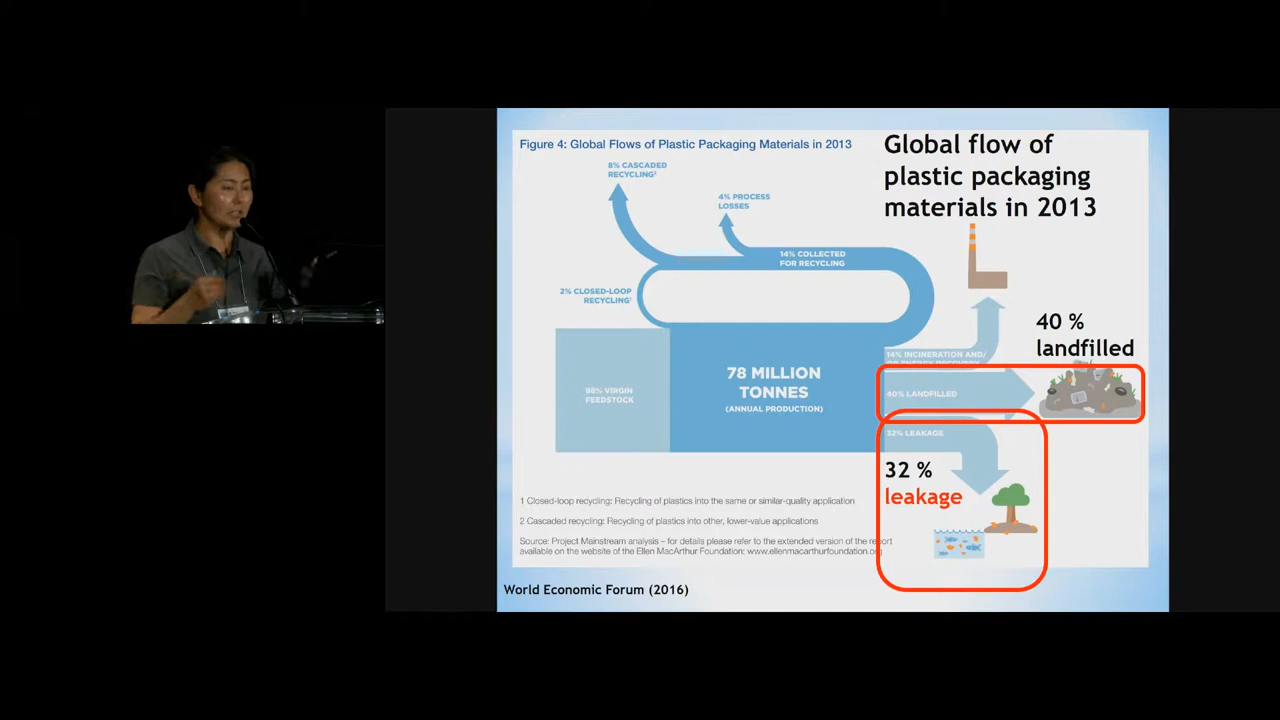 Figure 4: Global Flows of Plastic Packaging Materials in 2013
Global flow of
plastic packaging
materials in 2013
8% CASCADED
RECYCLING²
4% PROCESS
LOSSES
14% COLLECTED
FOR RECYCLING
2% CLOSED-LOOP
RECYCLING¹
40 %
landfilled
14% INCINERATION AND/
OR ENERGY RECOVERY
78 MILLION
TONNES
(ANNUAL PRODUCTION)
98% VIRGIN
FEEDSTOCK
40% LANDFILLED
32% LEAKAGE
32 %
leakage
1 Closed-loop recycling: Recycling of plastics into the same or similar-quality application
2 Cascaded recycling: Recycling of plastics into other, lower-value applications
Source: Project Mainstream analysis – for details please refer to the extended version of the report
available on the website of the Ellen MacArthur Foundation: www.ellenmacarthurfoundation.org
World Economic Forum (2016)